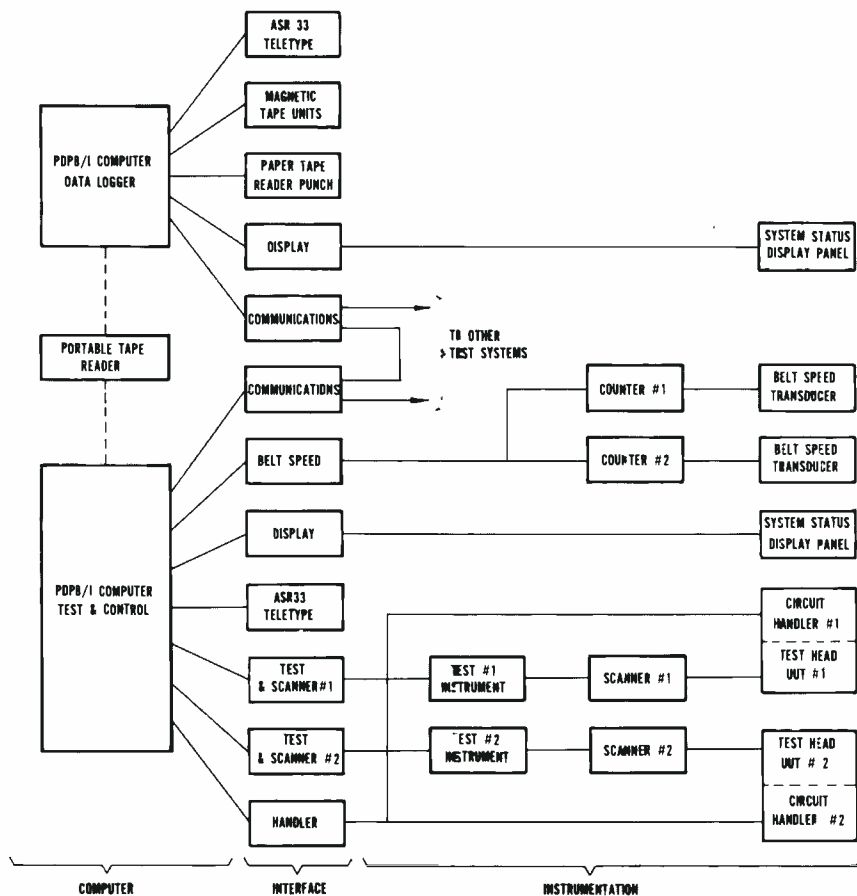 ASR 33
TELETYPE
MAGNETIC
TAPE UNITS
PDP8/I COMPUTER
DATA LOGGER
PAPER TAPE
READER PUNCH
DISPLAY
SYSTEM STATUS
DISPLAY PANEL
COMMUNICATIONS
TO OTHER
TEST SYSTEMS
PORTABLE TAPE
READER
COMMUNICATIONS
COUNTER #1
BELT SPEED
TRANSDUCER
BELT SPEED
COUNTER #2
BELT SPEED
TRANSDUCER
DISPLAY
SYSTEM STATUS
DISPLAY PANEL
PDP8/I COMPUTER
TEST & CONTROL
ASR33
TELETYPE
CIRCUIT
HANDLER #1
TEST
& SCANNER#1
TEST #1
INSTRUMENT
SCANNER #1
TEST HEAD
UUT #1
TEST
& SCANNER #2
TEST #2
INSTRUMENT
SCANNER #2
TEST HEAD
UUT # 2
HANDLER
CIRCUIT
HANDLER #2
COMPUTER
INTERFACE
INSTRUMENTATION